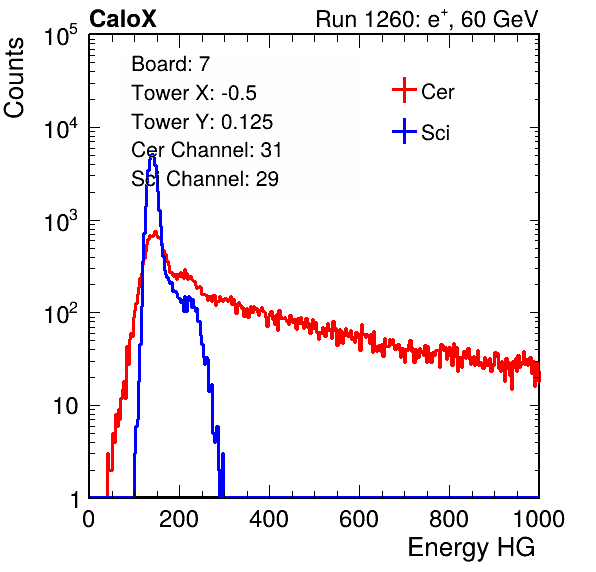 CaloX Run 1260: e⁺, 60 GeV
Counts
Board: 7
Tower X: -0.5
Tower Y: 0.125
Cer Channel: 31
Sci Channel: 29
Cer
Sci
10⁵
10⁴
10³
10²
10
1
0 200 400 600 800 1000
Energy HG